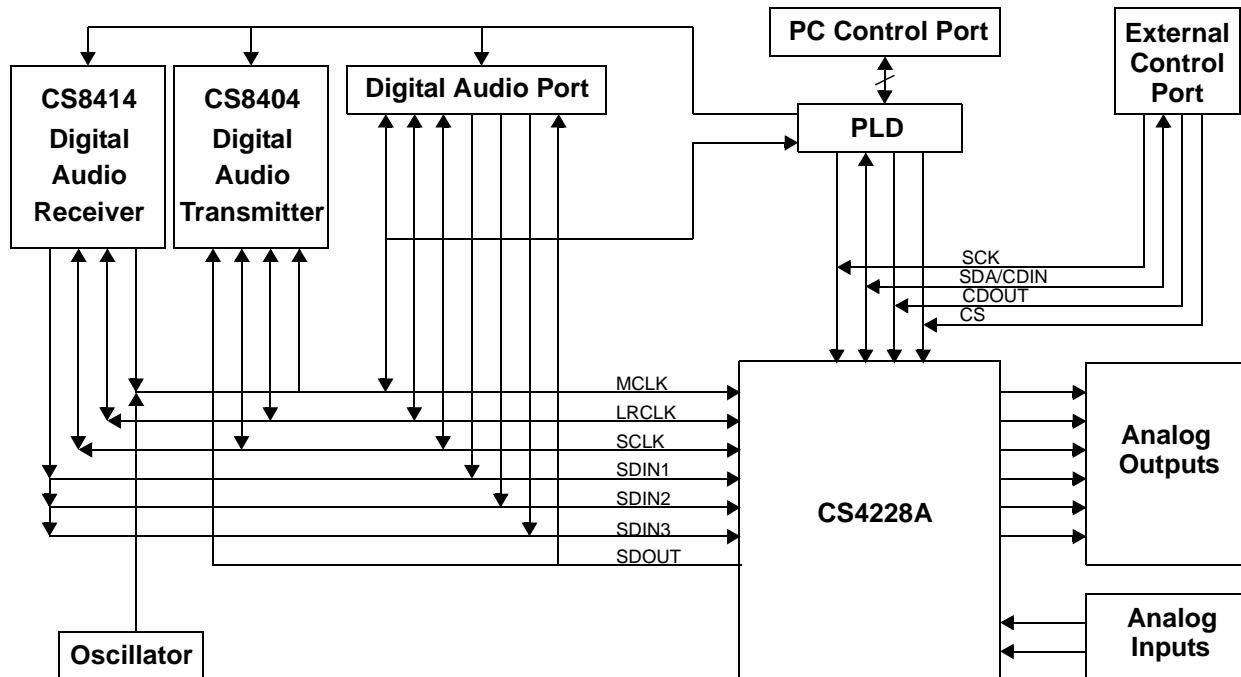 CS8414
Digital
Audio
Receiver
CS8404
Digital
Audio
Transmitter
Digital Audio Port
PC Control Port
PLD
External
Control
Port
SCK
SDA/CDIN
CDOUT
CS
MCLK
LRCLK
SCLK
SDIN1
SDIN2
SDIN3
SDOUT
CS4228A
Analog
Outputs
Analog
Inputs
Oscillator